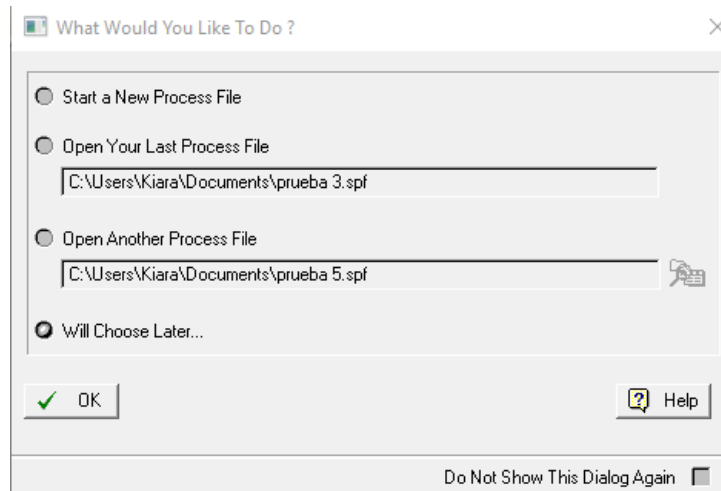 What Would You Like To Do ?
Start a New Process File
Open Your Last Process File
C:\Users\Kiara\Documents\prueba 3.spf
Open Another Process File
C:\Users\Kiara\Documents\prueba 5.spf
Will Choose Later...
OK
Help
Do Not Show This Dialog Again